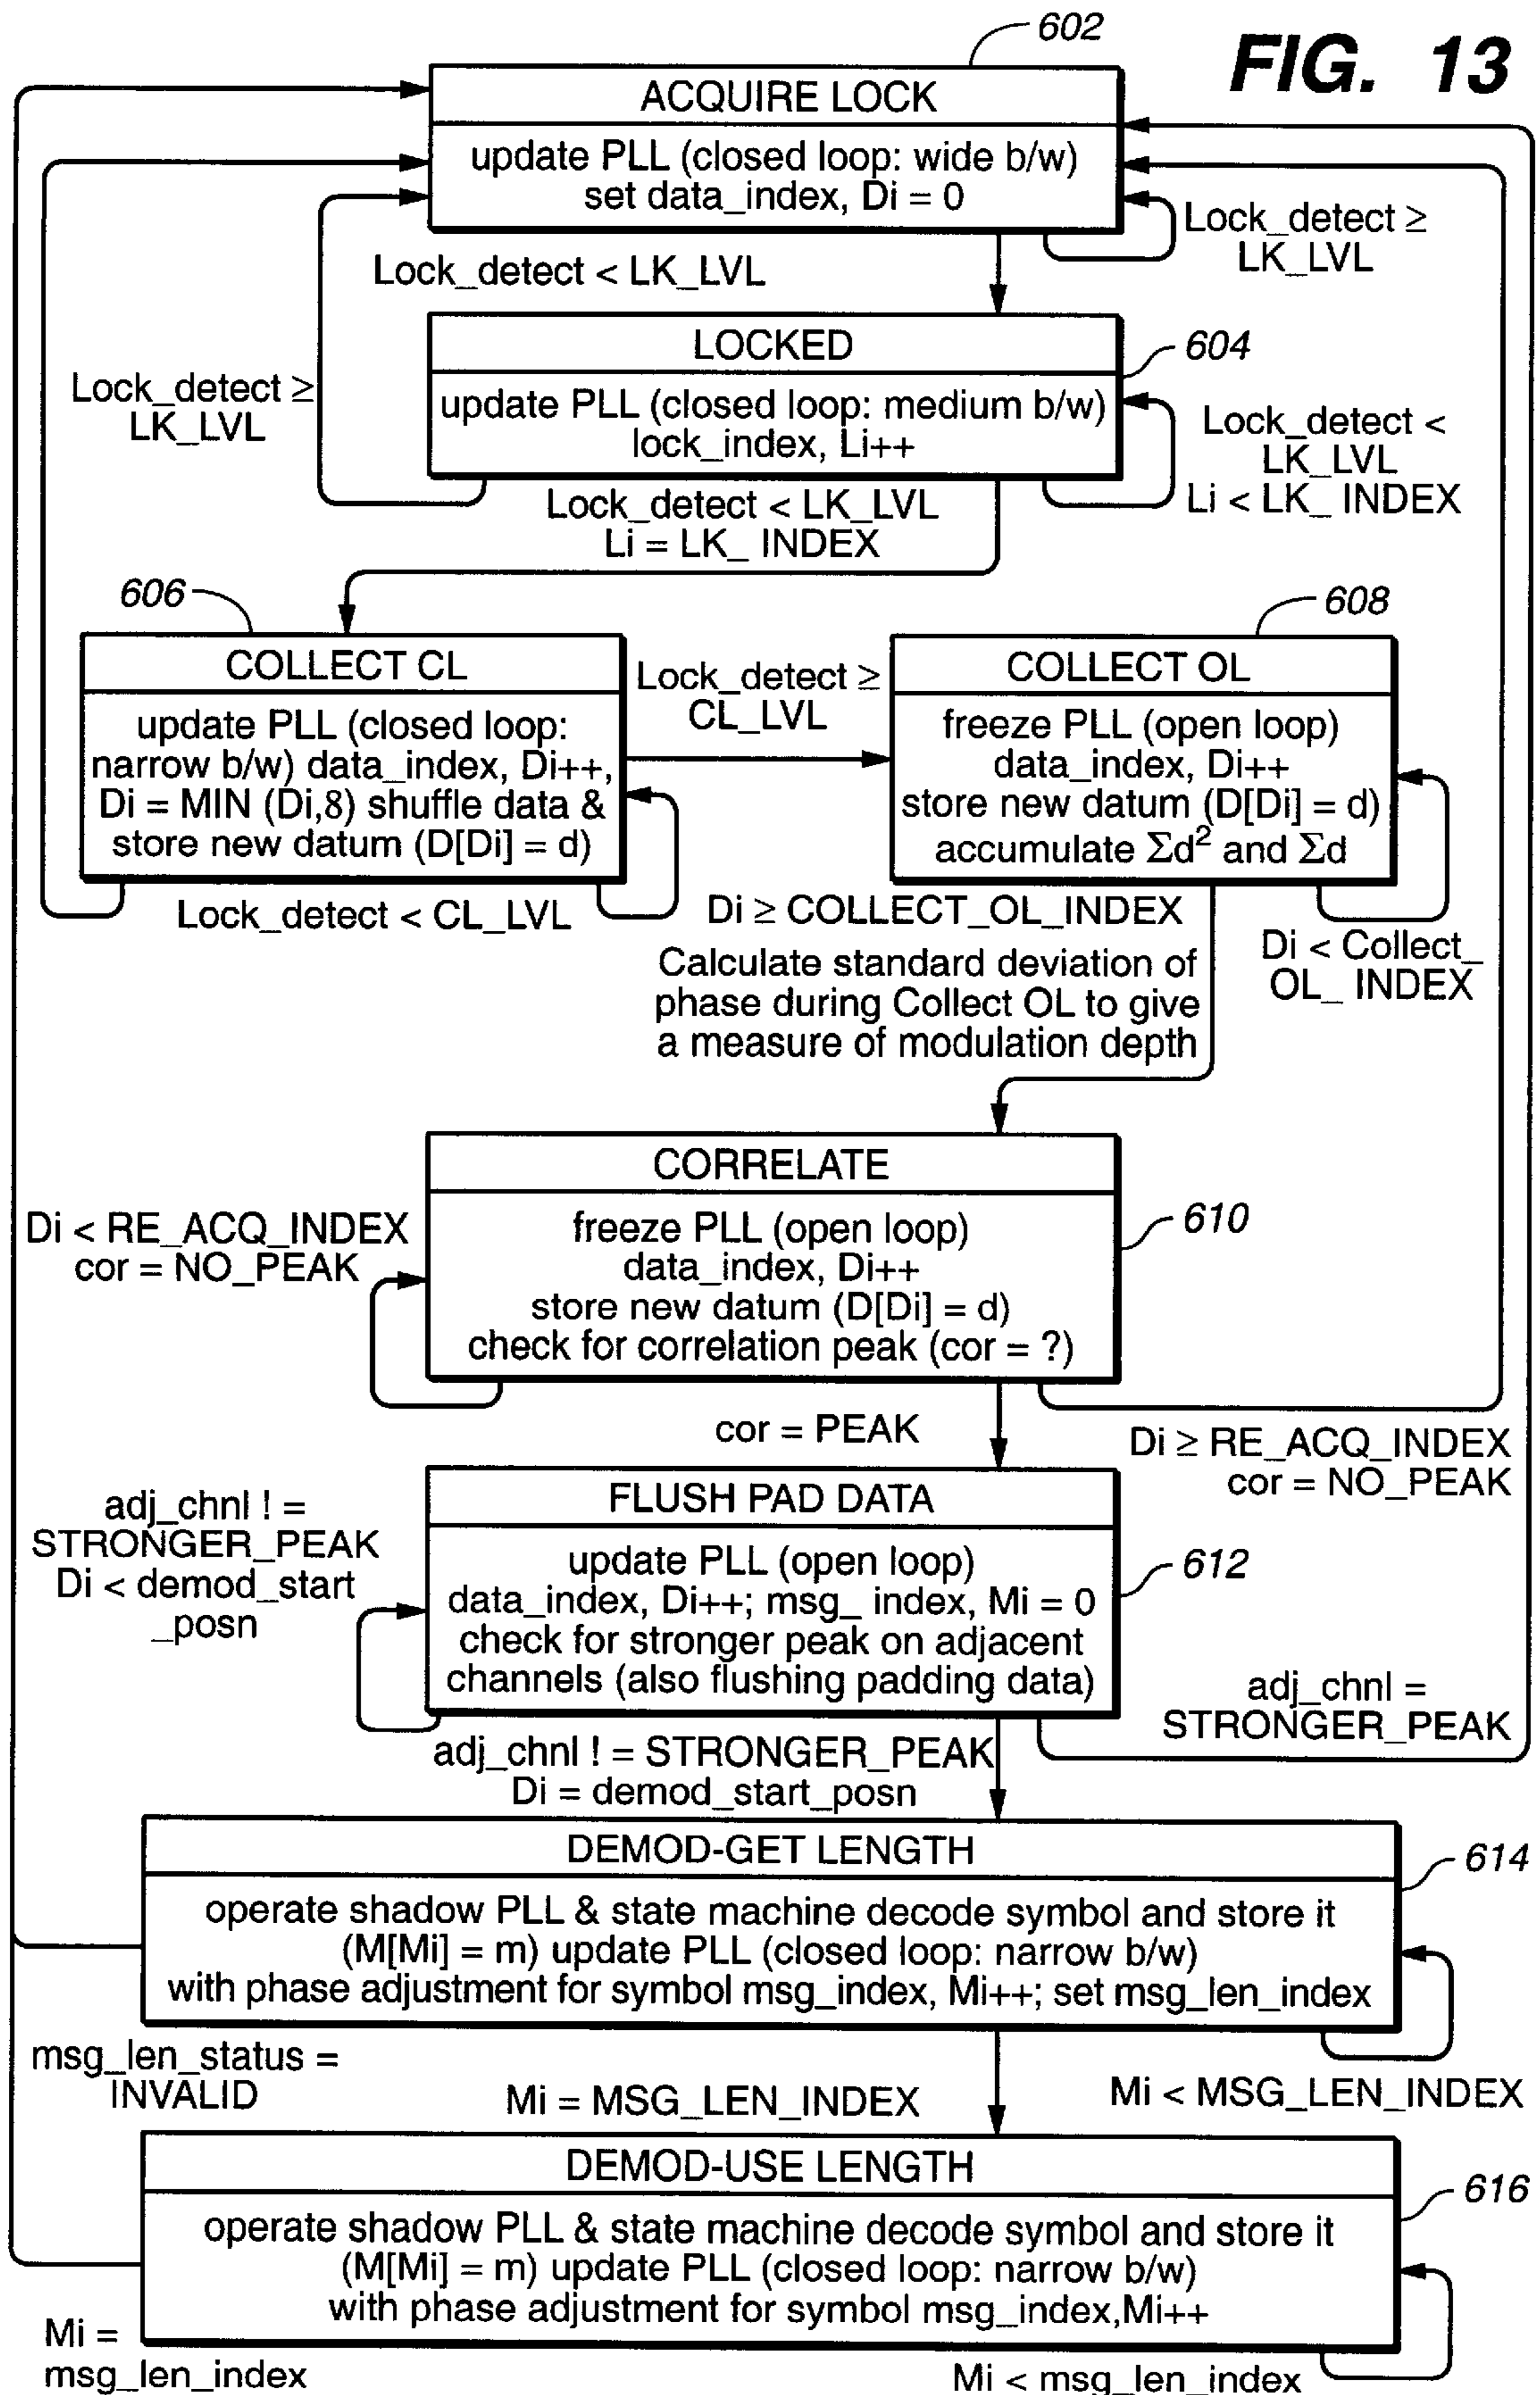 602
FIG. 13
ACQUIRE LOCK
update PLL (closed loop: wide b/w)
set data_index, Di = 0
Lock_detect ≥
LK_LVL
Lock_detect < LK_LVL
LOCKED
604
update PLL (closed loop: medium b/w)
lock_index, Li++
Lock_detect ≥
LK_LVL
Lock_detect <
LK_LVL
Li < LK_ INDEX
Lock_detect < LK_LVL
Li = LK_ INDEX
606
608
COLLECT CL
update PLL (closed loop:
narrow b/w) data_index, Di++,
Di = MIN (Di,8) shuffle data &
store new datum (D[Di] = d)
Lock_detect ≥
CL_LVL
COLLECT OL
freeze PLL (open loop)
data_index, Di++
store new datum (D[Di] = d)
accumulate Σd² and Σd
Lock_detect < CL_LVL
Di ≥ COLLECT_OL_INDEX
Calculate standard deviation of
phase during Collect OL to give
a measure of modulation depth
Di < Collect_
OL_ INDEX
CORRELATE
610
freeze PLL (open loop)
data_index, Di++
store new datum (D[Di] = d)
check for correlation peak (cor = ?)
Di < RE_ACQ_INDEX
cor = NO_PEAK
cor = PEAK
Di ≥ RE_ACQ_INDEX
cor = NO_PEAK
FLUSH PAD DATA
612
update PLL (open loop)
data_index, Di++; msg_ index, Mi = 0
check for stronger peak on adjacent
channels (also flushing padding data)
adj_chnl ! =
STRONGER_PEAK
Di < demod_start
_posn
adj_chnl =
STRONGER_PEAK
adj_chnl ! = STRONGER_PEAK
Di = demod_start_posn
DEMOD-GET LENGTH
614
operate shadow PLL & state machine decode symbol and store it
(M[Mi] = m) update PLL (closed loop: narrow b/w)
with phase adjustment for symbol msg_index, Mi++; set msg_len_index
msg_len_status =
INVALID
Mi = MSG_LEN_INDEX
Mi < MSG_LEN_INDEX
DEMOD-USE LENGTH
616
operate shadow PLL & state machine decode symbol and store it
(M[Mi] = m) update PLL (closed loop: narrow b/w)
with phase adjustment for symbol msg_index,Mi++
Mi =
msg_len_index
Mi < msg_len_index